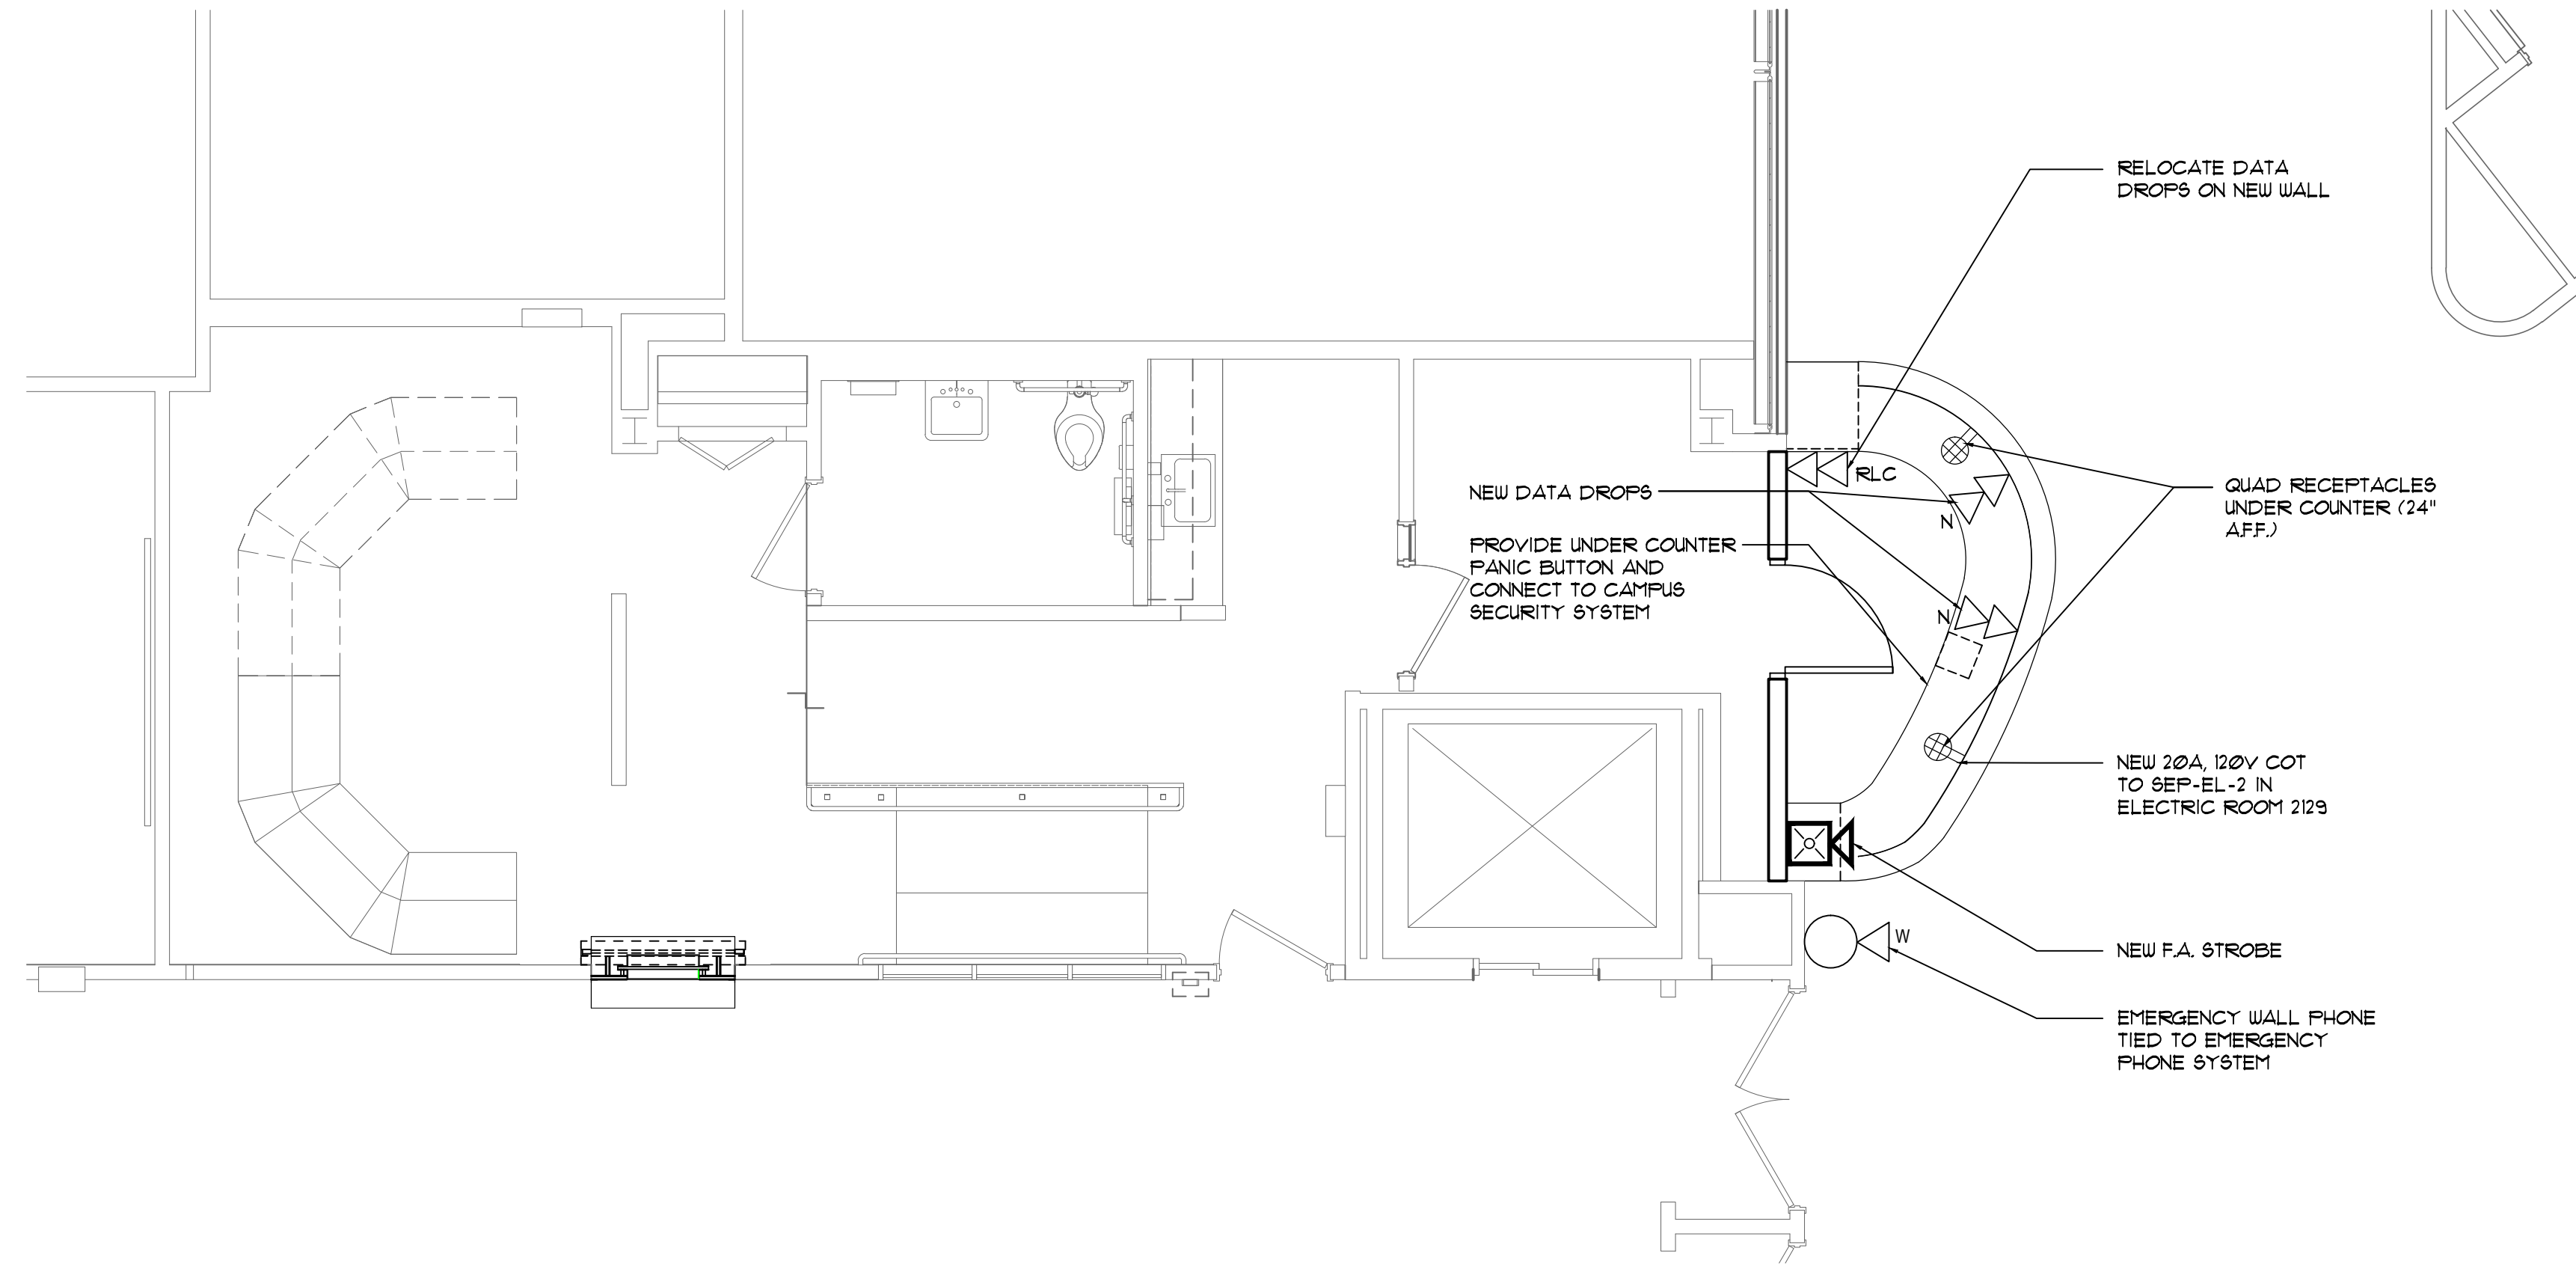 RELOCATE DATA
DROPS ON NEW WALL
RLC
NEW DATA DROPS
N
QUAD RECEPTACLES
UNDER COUNTER (24"
A.F.F.)
PROVIDE UNDER COUNTER
PANIC BUTTON AND
CONNECT TO CAMPUS
SECURITY SYSTEM
N
NEW 20A, 120V COT
TO SEP-EL-2 IN
ELECTRIC ROOM 2129
W
NEW F.A. STROBE
EMERGENCY WALL PHONE
TIED TO EMERGENCY
PHONE SYSTEM